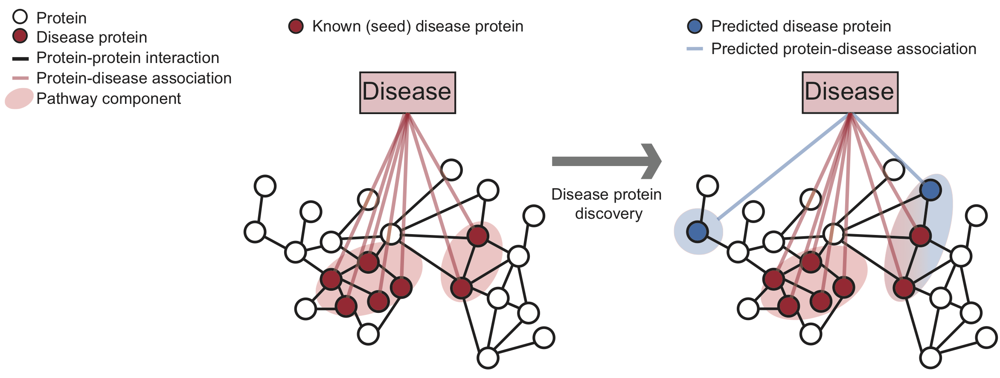 Protein
Disease protein
Protein-protein interaction
Protein-disease association
Pathway component
Known (seed) disease protein
Disease
Disease protein
discovery
Predicted disease protein
Predicted protein-disease association
Disease